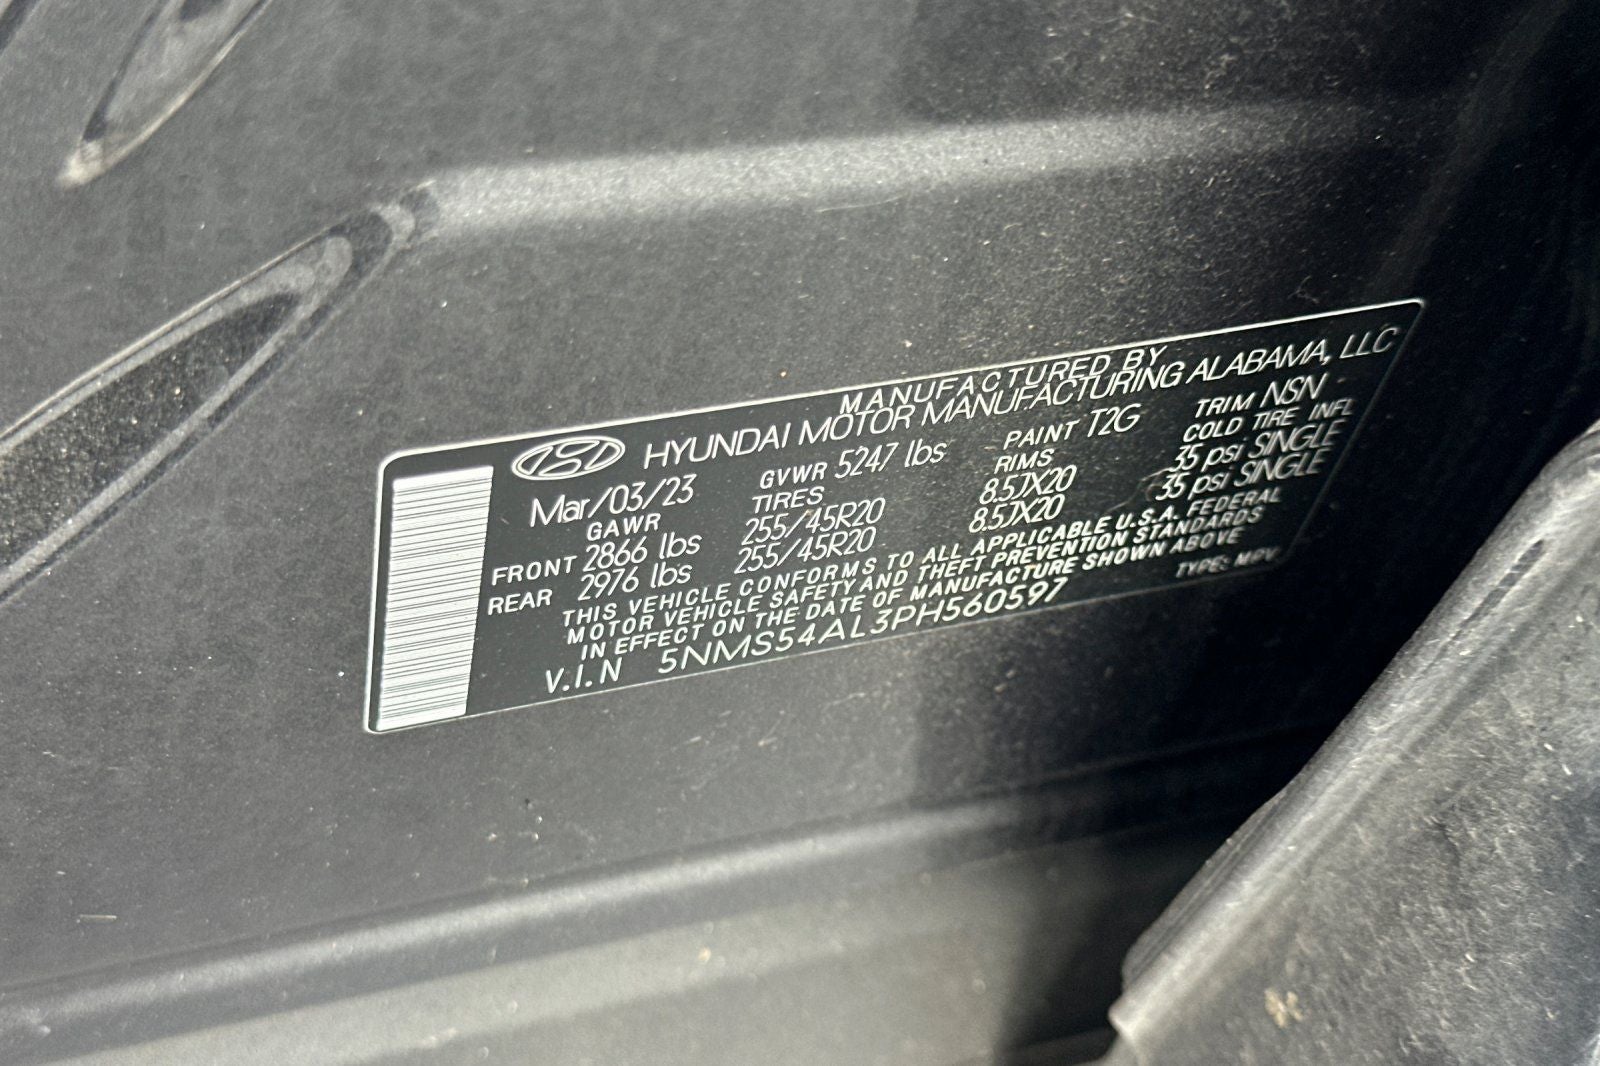 MANUFACTURED BY
HYUNDAI MOTOR MANUFACTURING ALABAMA, LLC
Mar/03/23 GVWR 5247 lbs PAINT T2G TRIM NSN
GAWR TIRES RIMS COLD TIRE INFL
FRONT 2866 lbs 255/45R20 8.5JX20 35 psi SINGLE
REAR 2976 lbs 255/45R20 8.5JX20 35 psi SINGLE
THIS VEHICLE CONFORMS TO ALL APPLICABLE U.S.A. FEDERAL
MOTOR VEHICLE SAFETY AND THEFT PREVENTION STANDARDS
IN EFFECT ON THE DATE OF MANUFACTURE SHOWN ABOVE
V.I.N 5NMS54AL3PH560597 TYPE: MPV